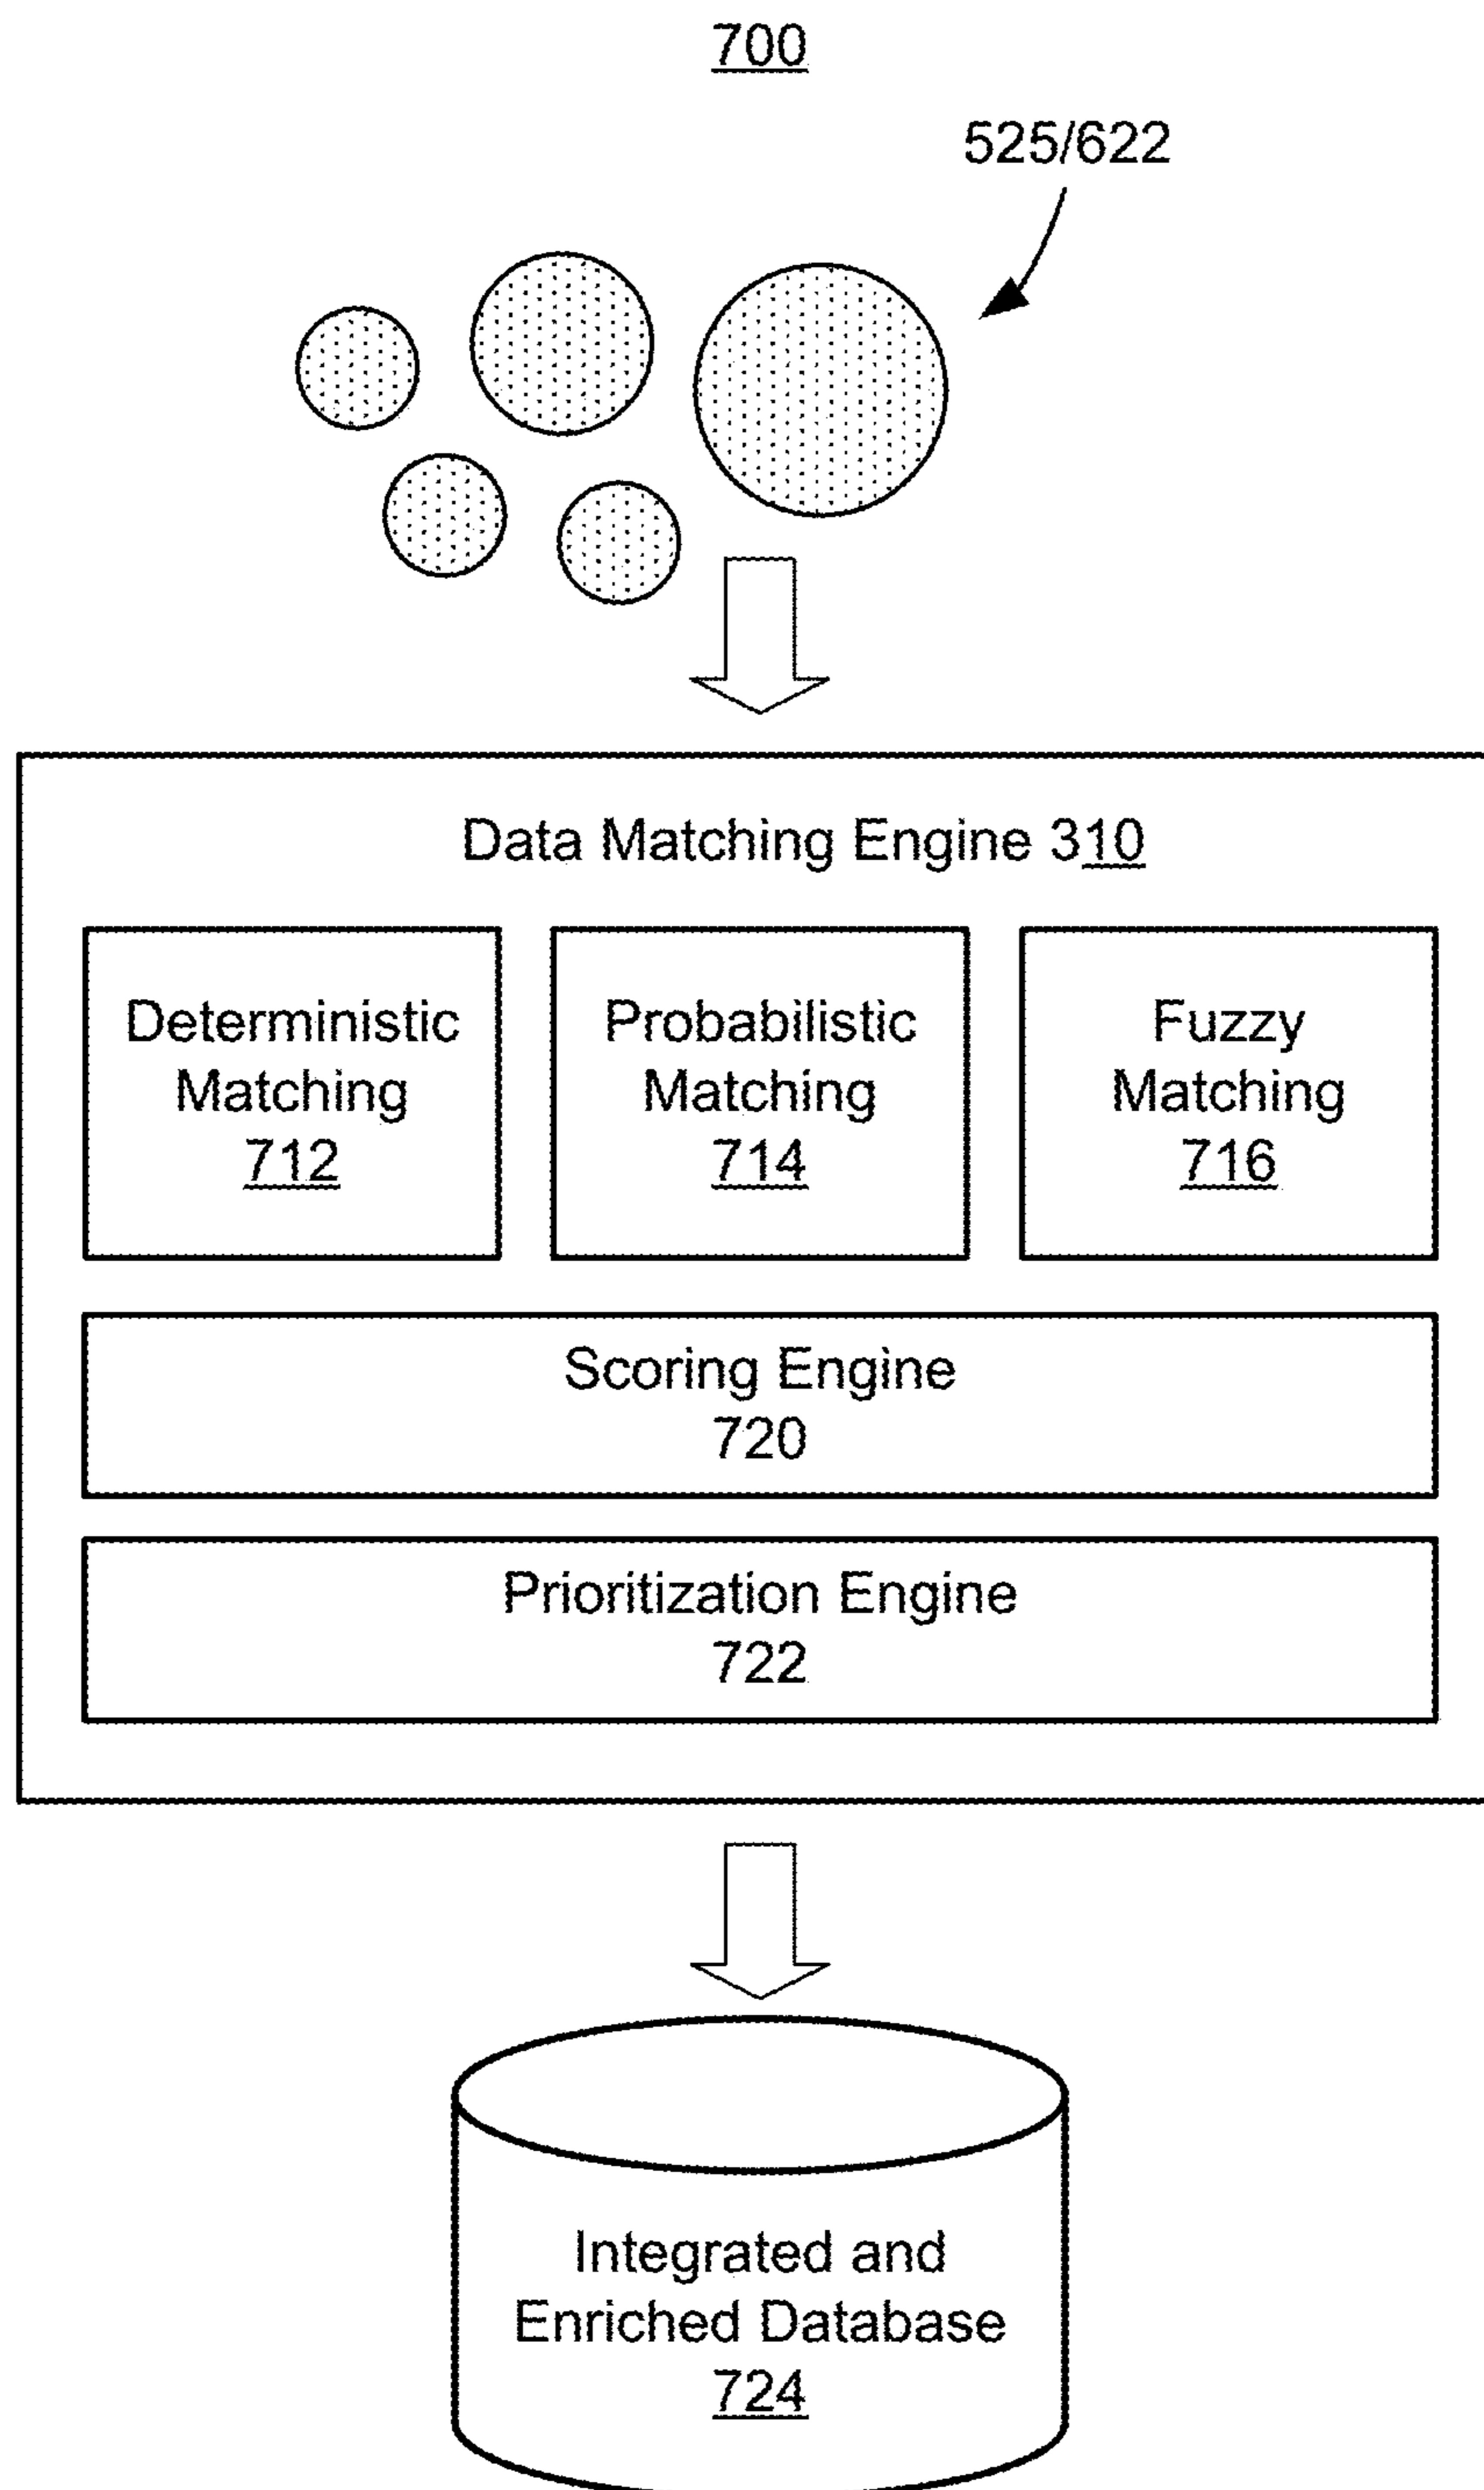 700
525/622
Data Matching Engine 310
Deterministic
Matching
712
Probabilistic
Matching
714
Fuzzy
Matching
716
Scoring Engine
720
Prioritization Engine
722
Integrated and
Enriched Database
724